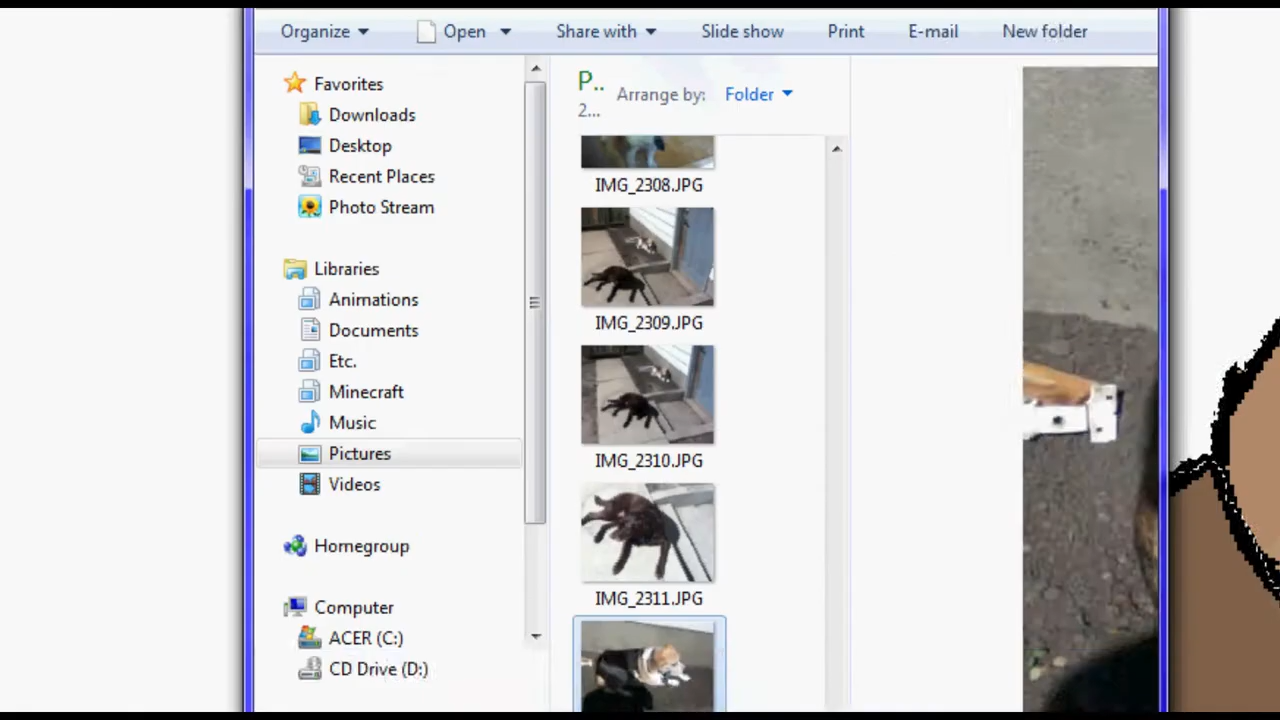 Organize Open Share with Slide show Print E-mail New folder
Favorites
Downloads
Desktop
Recent Places
Photo Stream
Libraries
Animations
Documents
Etc.
Minecraft
Music
Pictures
Videos
Homegroup
Computer
ACER (C:)
CD Drive (D:)
P..
2...
Arrange by: Folder
IMG_2308.JPG
IMG_2309.JPG
IMG_2310.JPG
IMG_2311.JPG